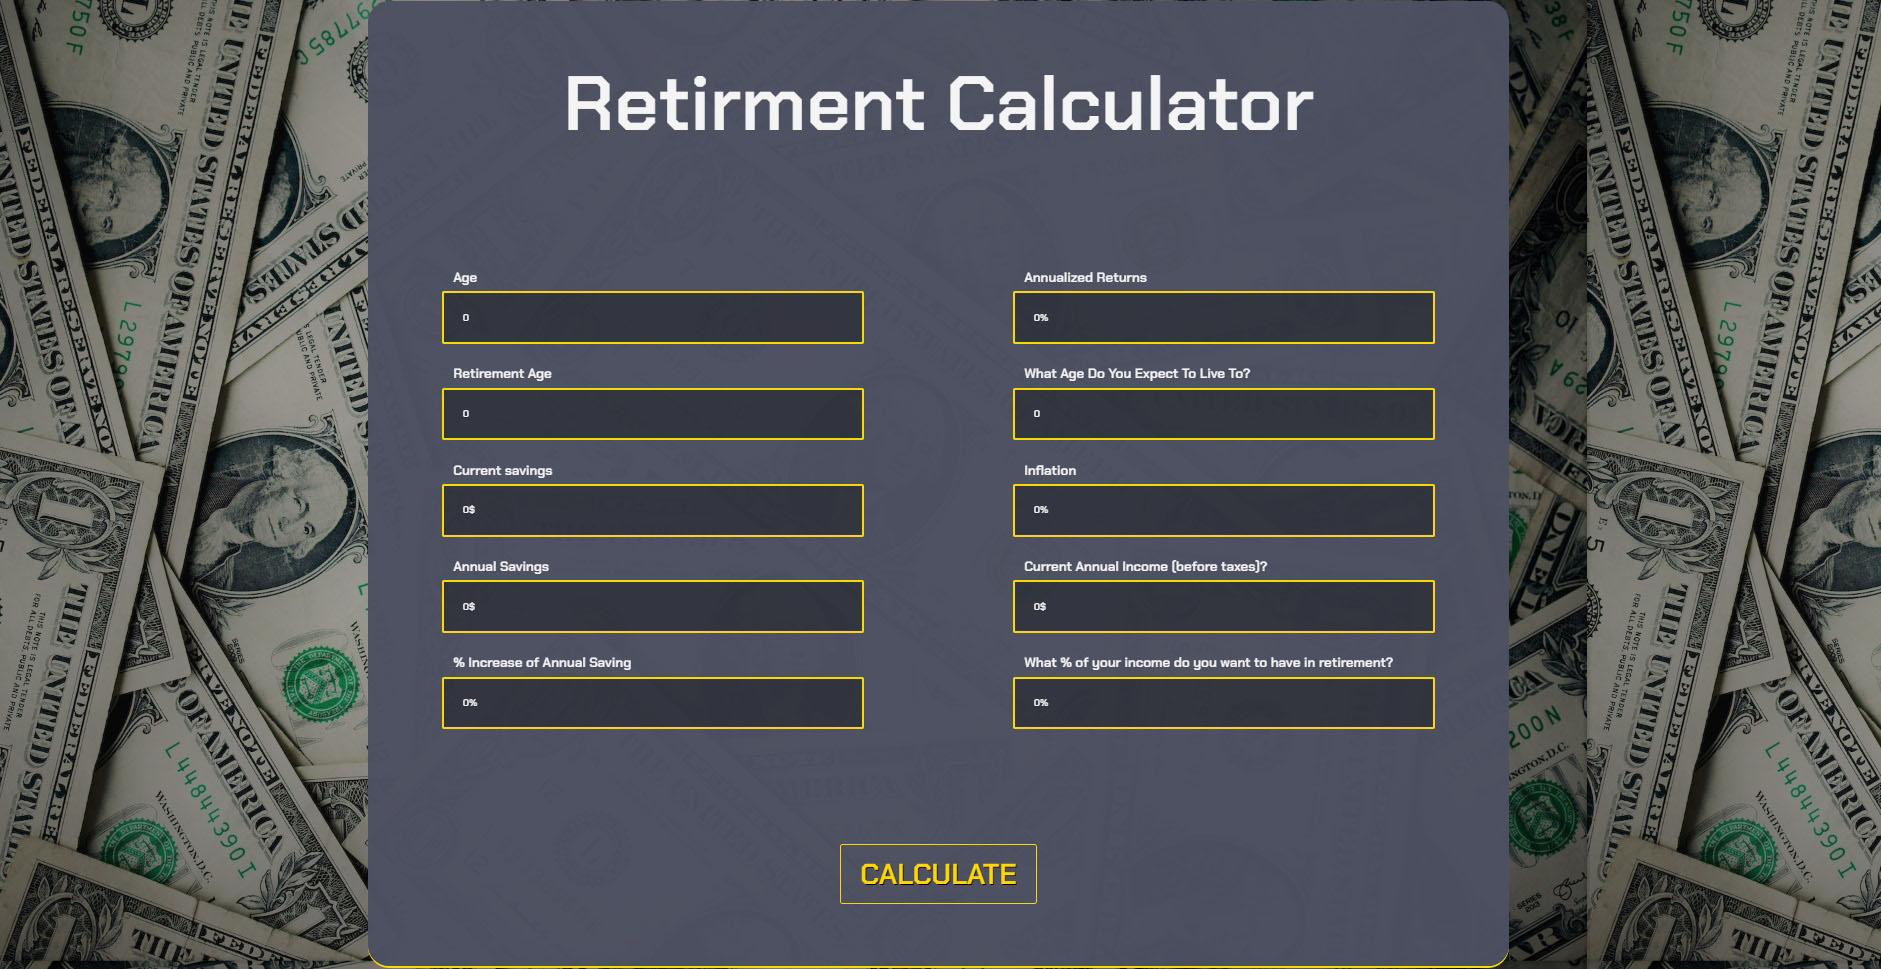 Retirment Calculator
Age
0
Retirement Age
0
Current savings
0$
Annual Savings
0$
% Increase of Annual Saving
0%
Annualized Returns
0%
What Age Do You Expect To Live To?
0
Inflation
0%
Current Annual Income (before taxes)?
0$
What % of your income do you want to have in retirement?
0%
CALCULATE